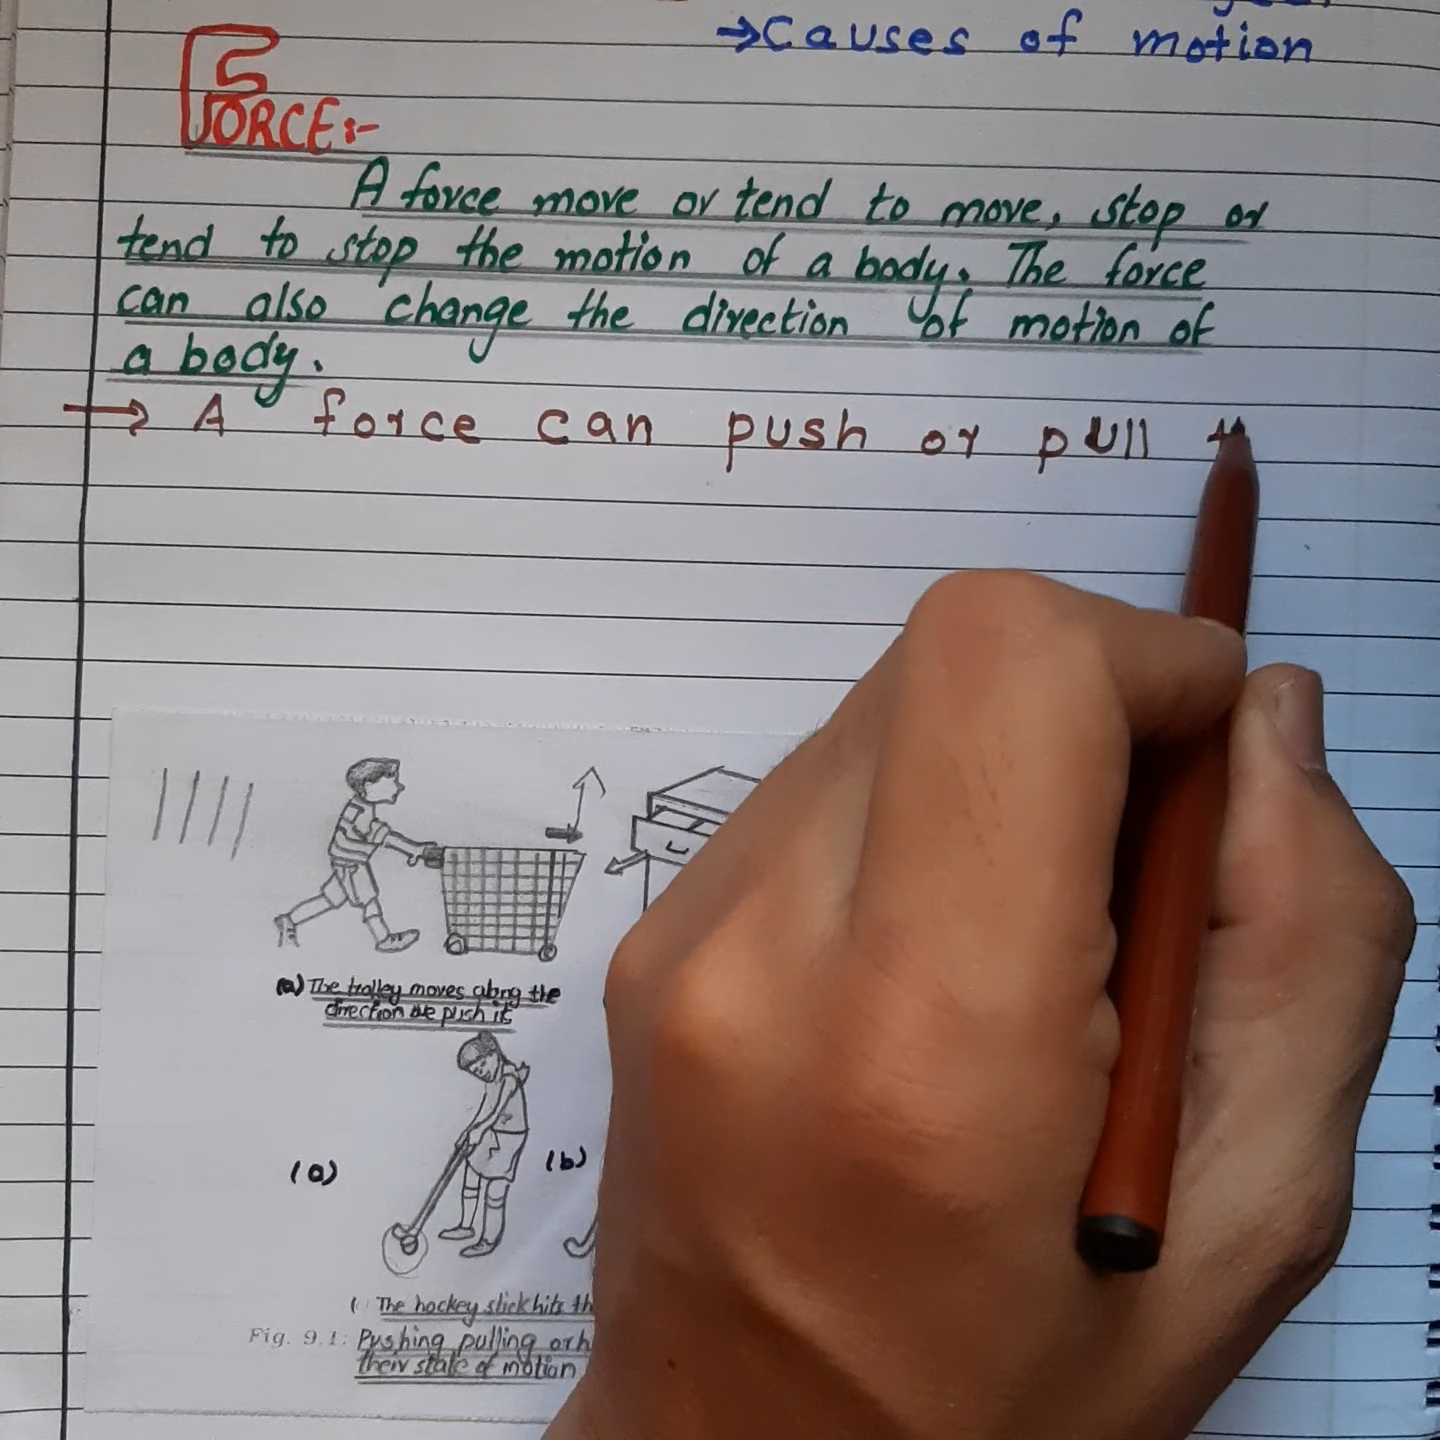 →Causes of motion
FORCE:-
A force move or tend to move, stop or
tend to stop the motion of a body. The force
can also change the direction of motion of
a body.
→ A force can push or pull
(a) The trolley moves along the
direction we push it
(a)
(b)
The hockey stick hits th
Fig. 9.1: Pushing pulling or h
their state of motion